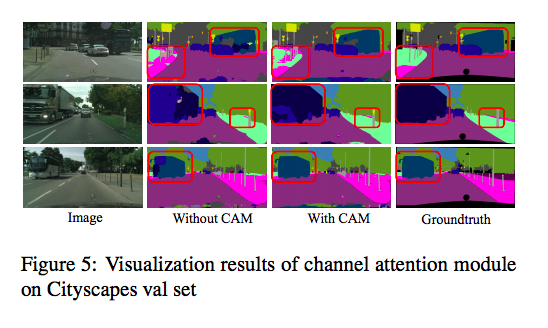 Image Without CAM With CAM Groundtruth
Figure 5: Visualization results of channel attention module
on Cityscapes val set